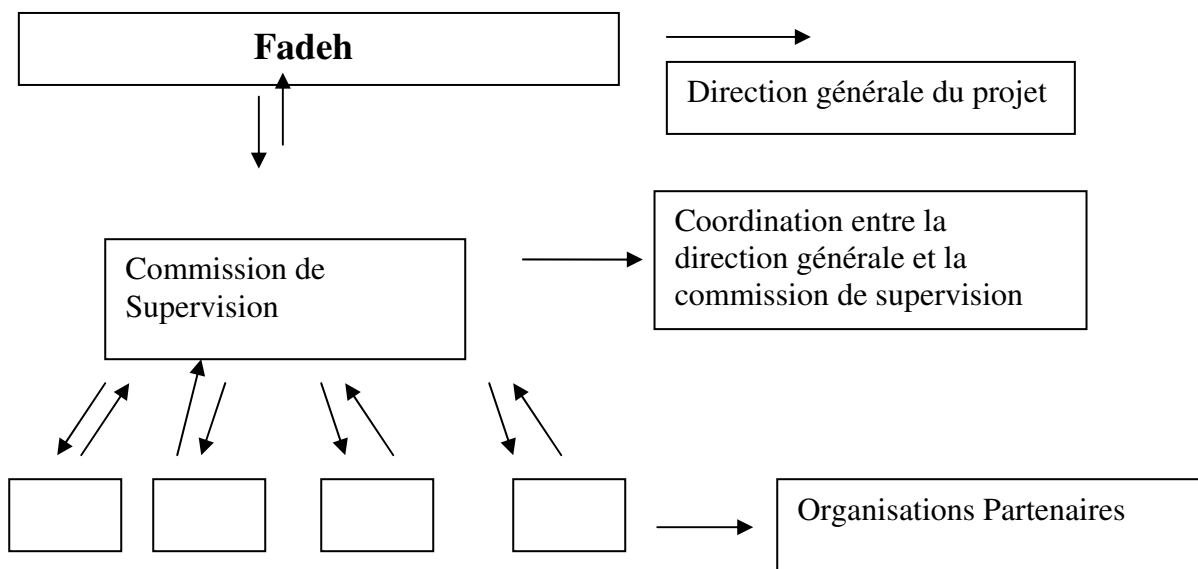 Fadeh
Direction générale du projet
Coordination entre la
direction générale et la
commission de supervision
Commission de
Supervision
Organisations Partenaires